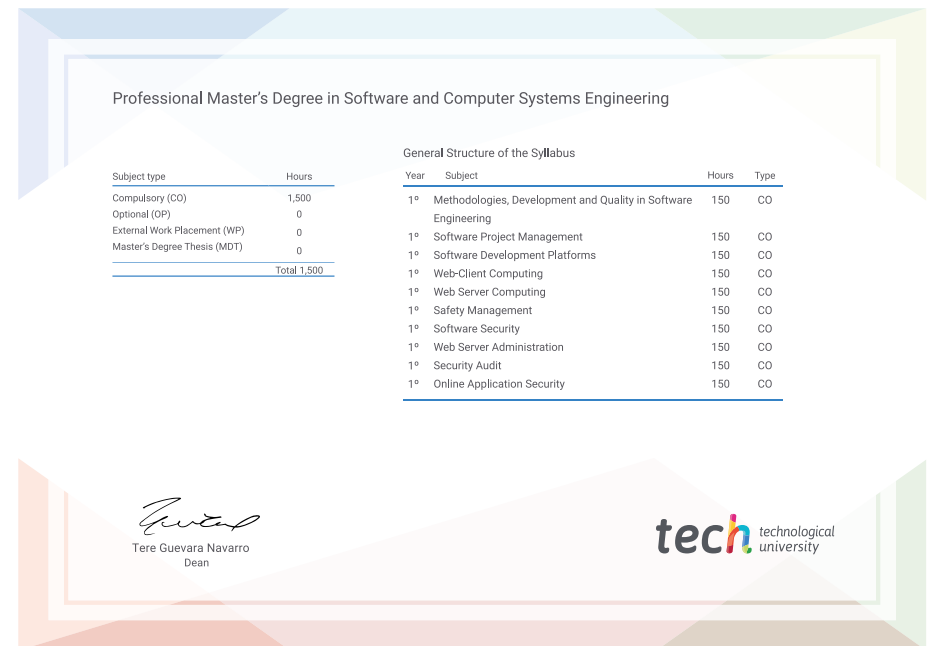 Professional Master's Degree in Software and Computer Systems Engineering
Subject type Hours
Compulsory (CO) 1,500
Optional (OP) 0
External Work Placement (WP) 0
Master's Degree Thesis (MDT) 0
Total 1,500
General Structure of the Syllabus
Year Subject Hours Type
1º Methodologies, Development and Quality in Software 150 CO
Engineering
1º Software Project Management 150 CO
1º Software Development Platforms 150 CO
1º Web-Client Computing 150 CO
1º Web Server Computing 150 CO
1º Safety Management 150 CO
1º Software Security 150 CO
1º Web Server Administration 150 CO
1º Security Audit 150 CO
1º Online Application Security 150 CO
Tere Guevara Navarro
Dean
tech technological
university